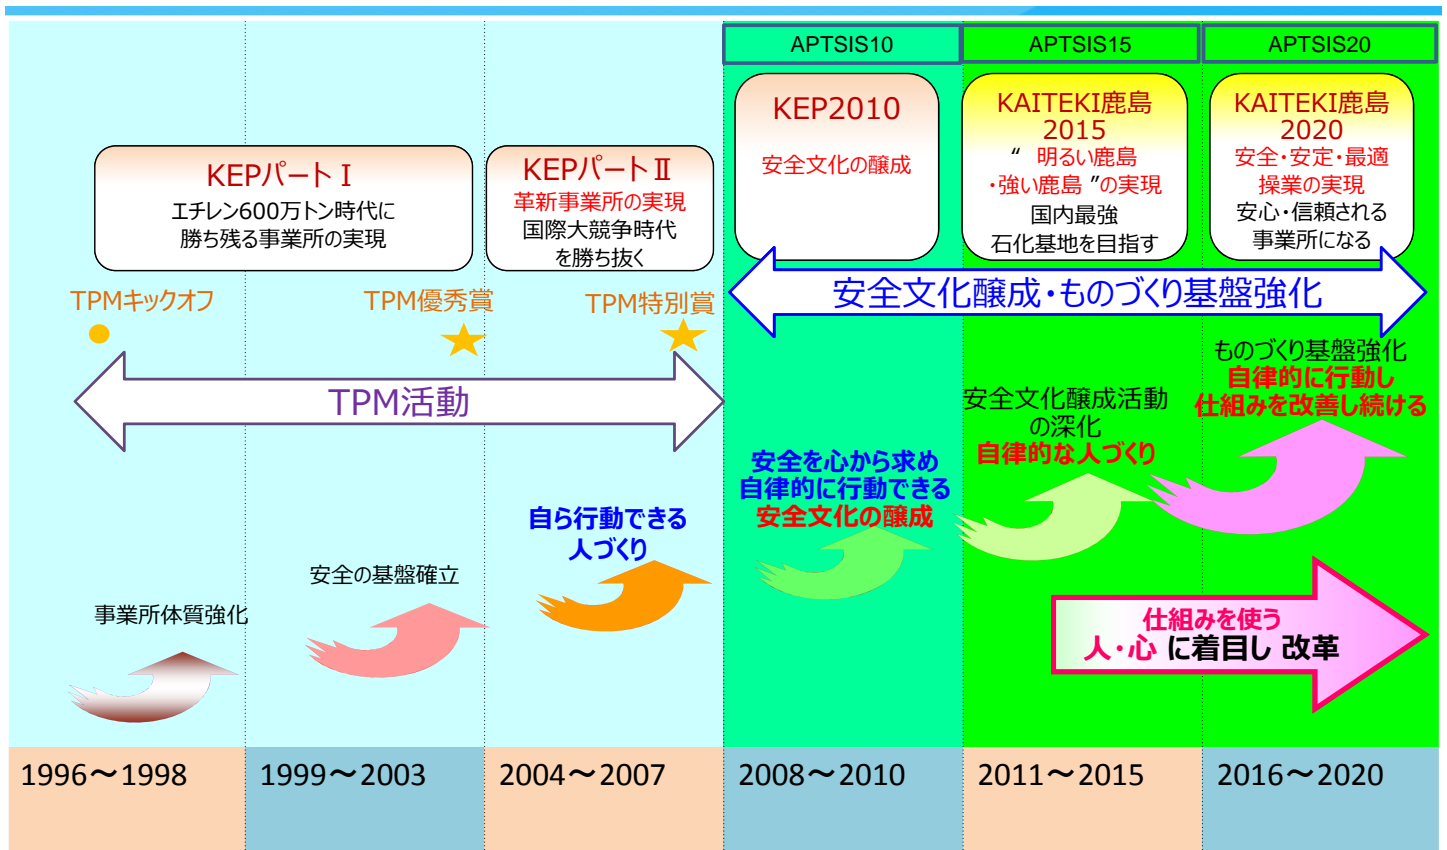 APTSIS10
APTSIS15
APTSIS20
KEPパートⅠ
エチレン600万トン時代に
勝ち残る事業所の実現
KEPパートⅡ
革新事業所の実現
国際大競争時代
を勝ち抜く
KEP2010
安全文化の醸成
KAITEKI鹿島
2015
“ 明るい鹿島
・強い鹿島 ”の実現
国内最強
石化基地を目指す
KAITEKI鹿島
2020
安全・安定・最適
操業の実現
安心・信頼される
事業所になる
TPMキックオフ
TPM優秀賞
TPM特別賞
安全文化醸成・ものづくり基盤強化
TPM活動
事業所体質強化
安全の基盤確立
自ら行動できる
人づくり
安全を心から求め
自律的に行動できる
安全文化の醸成
安全文化醸成活動
の深化
自律的な人づくり
ものづくり基盤強化
自律的に行動し
仕組みを改善し続ける
仕組みを使う
人・心 に着目し 改革
1996～1998
1999～2003
2004～2007
2008～2010
2011～2015
2016～2020